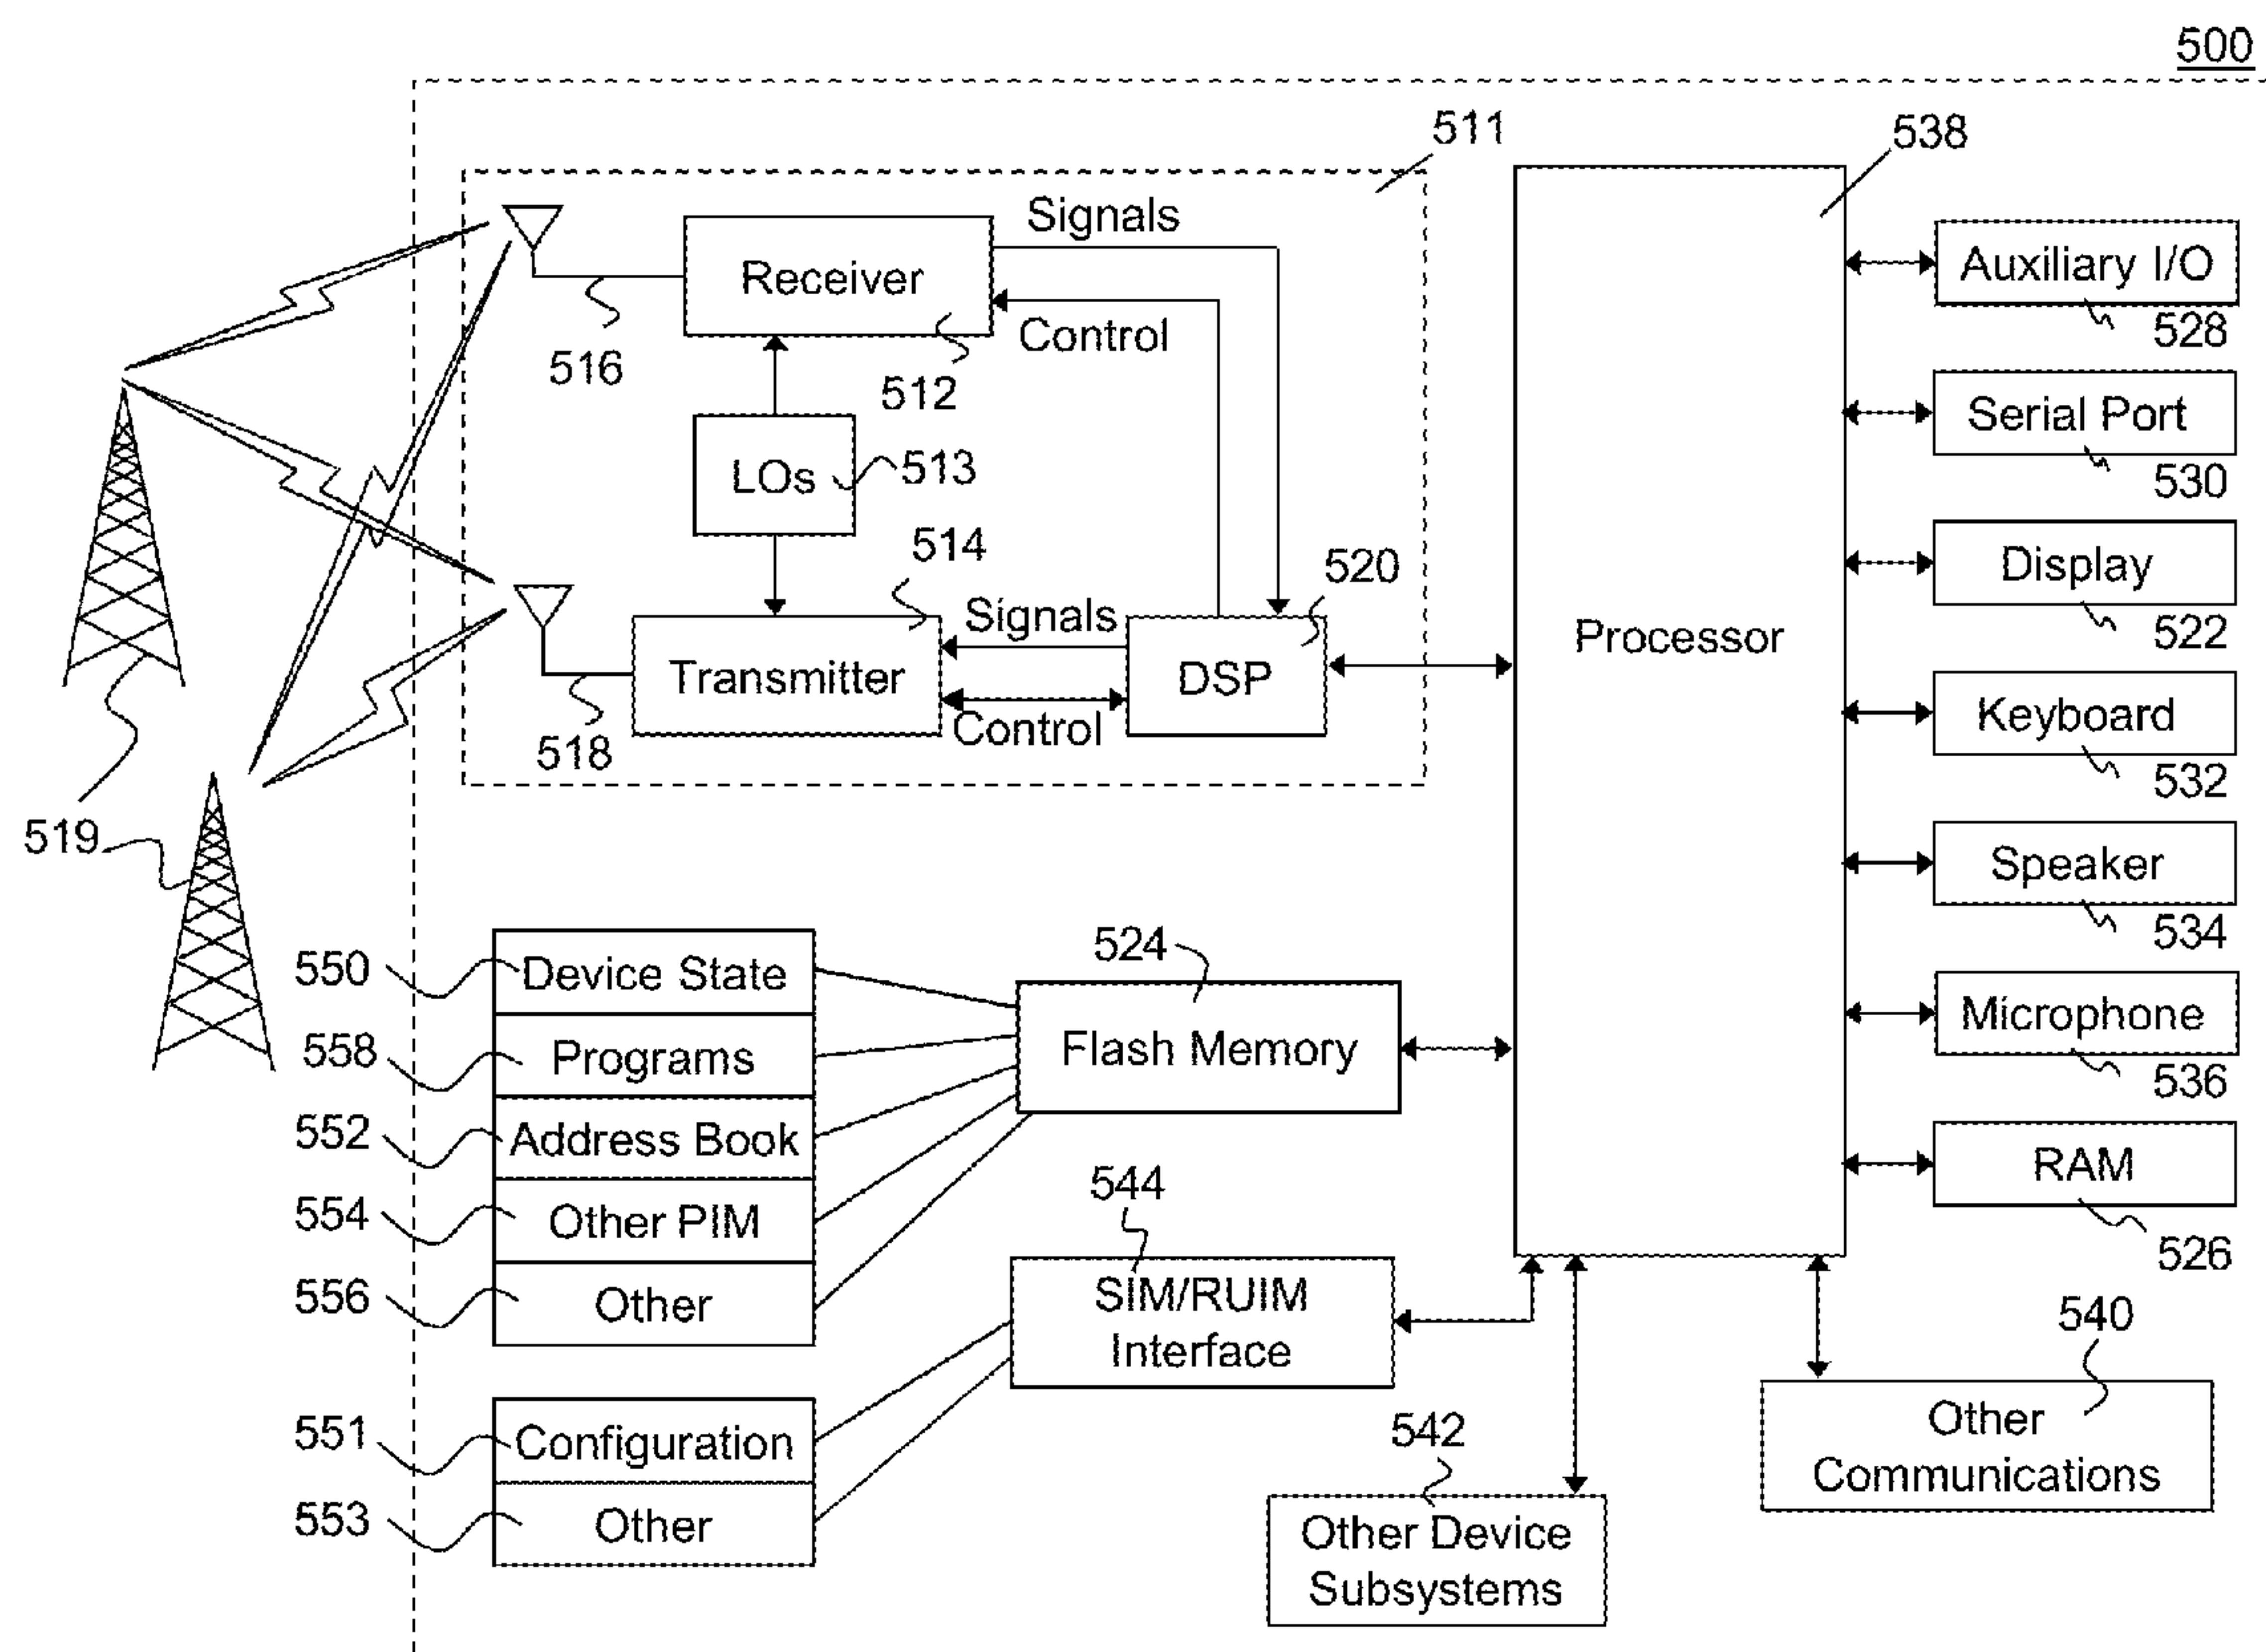 500
511
538
Signals
Receiver
Control
516
512
LOs
513
514
520
Signals
Transmitter
DSP
Control
518
519
Processor
Auxiliary I/O
528
Serial Port
530
Display
522
Keyboard
532
Speaker
534
Microphone
536
RAM
526
550
Device State
558
Programs
552
Address Book
554
Other PIM
556
Other
524
Flash Memory
544
SIM/RUIM
Interface
551
Configuration
553
Other
542
Other Device
Subsystems
540
Other
Communications